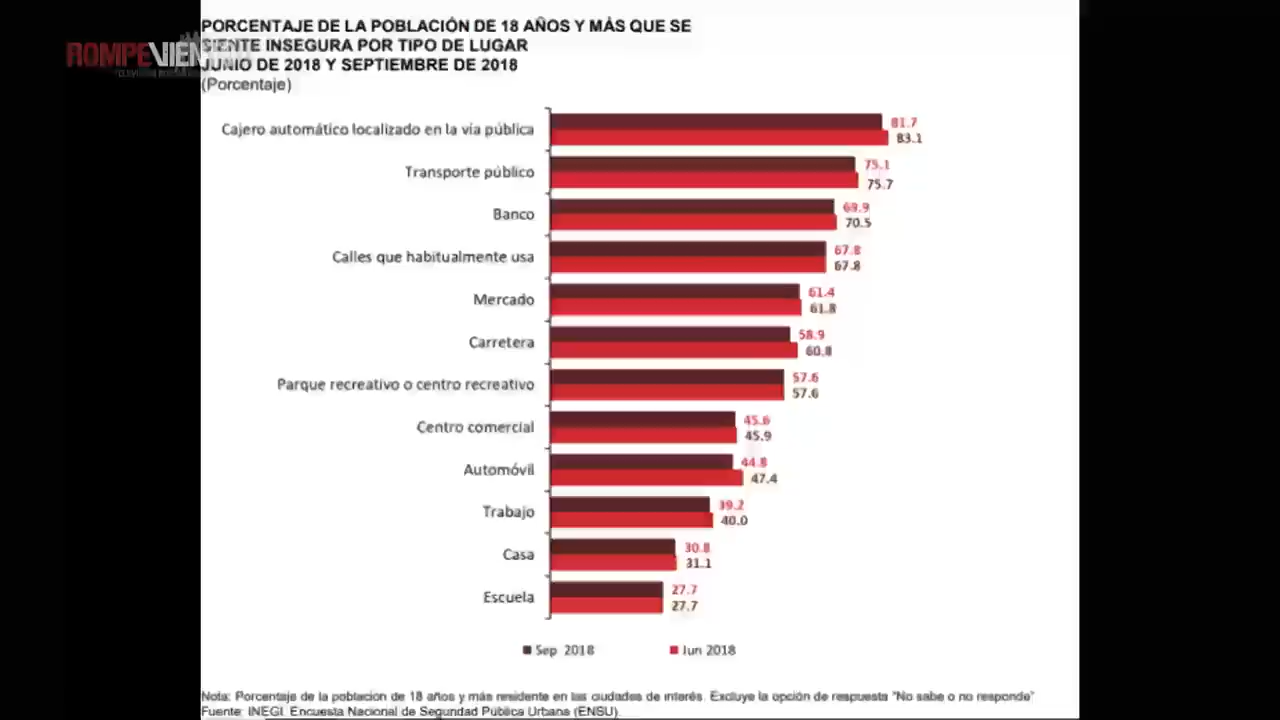 PORCENTAJE DE LA POBLACIÓN DE 18 AÑOS Y MÁS QUE SE
SIENTE INSEGURA POR TIPO DE LUGAR
JUNIO DE 2018 Y SEPTIEMBRE DE 2018
(Porcentaje)
ROMPEVIENTO
Cajero automático localizado en la vía pública 81.7
83.1
Transporte público 75.1
75.7
Banco 69.9
70.5
Calles que habitualmente usa 67.8
67.8
Mercado 61.4
61.8
Carretera 58.9
60.8
Parque recreativo o centro recreativo 57.6
57.6
Centro comercial 45.6
45.9
Automóvil 44.8
47.4
Trabajo 39.2
40.0
Casa 30.8
31.1
Escuela 27.7
27.7
Sep 2018 Jun 2018
Nota: Porcentaje de la población de 18 años y más residente en las ciudades de interés. Excluye la opción de respuesta "No sabe o no responde"
Fuente: INEGI. Encuesta Nacional de Seguridad Pública Urbana (ENSU).